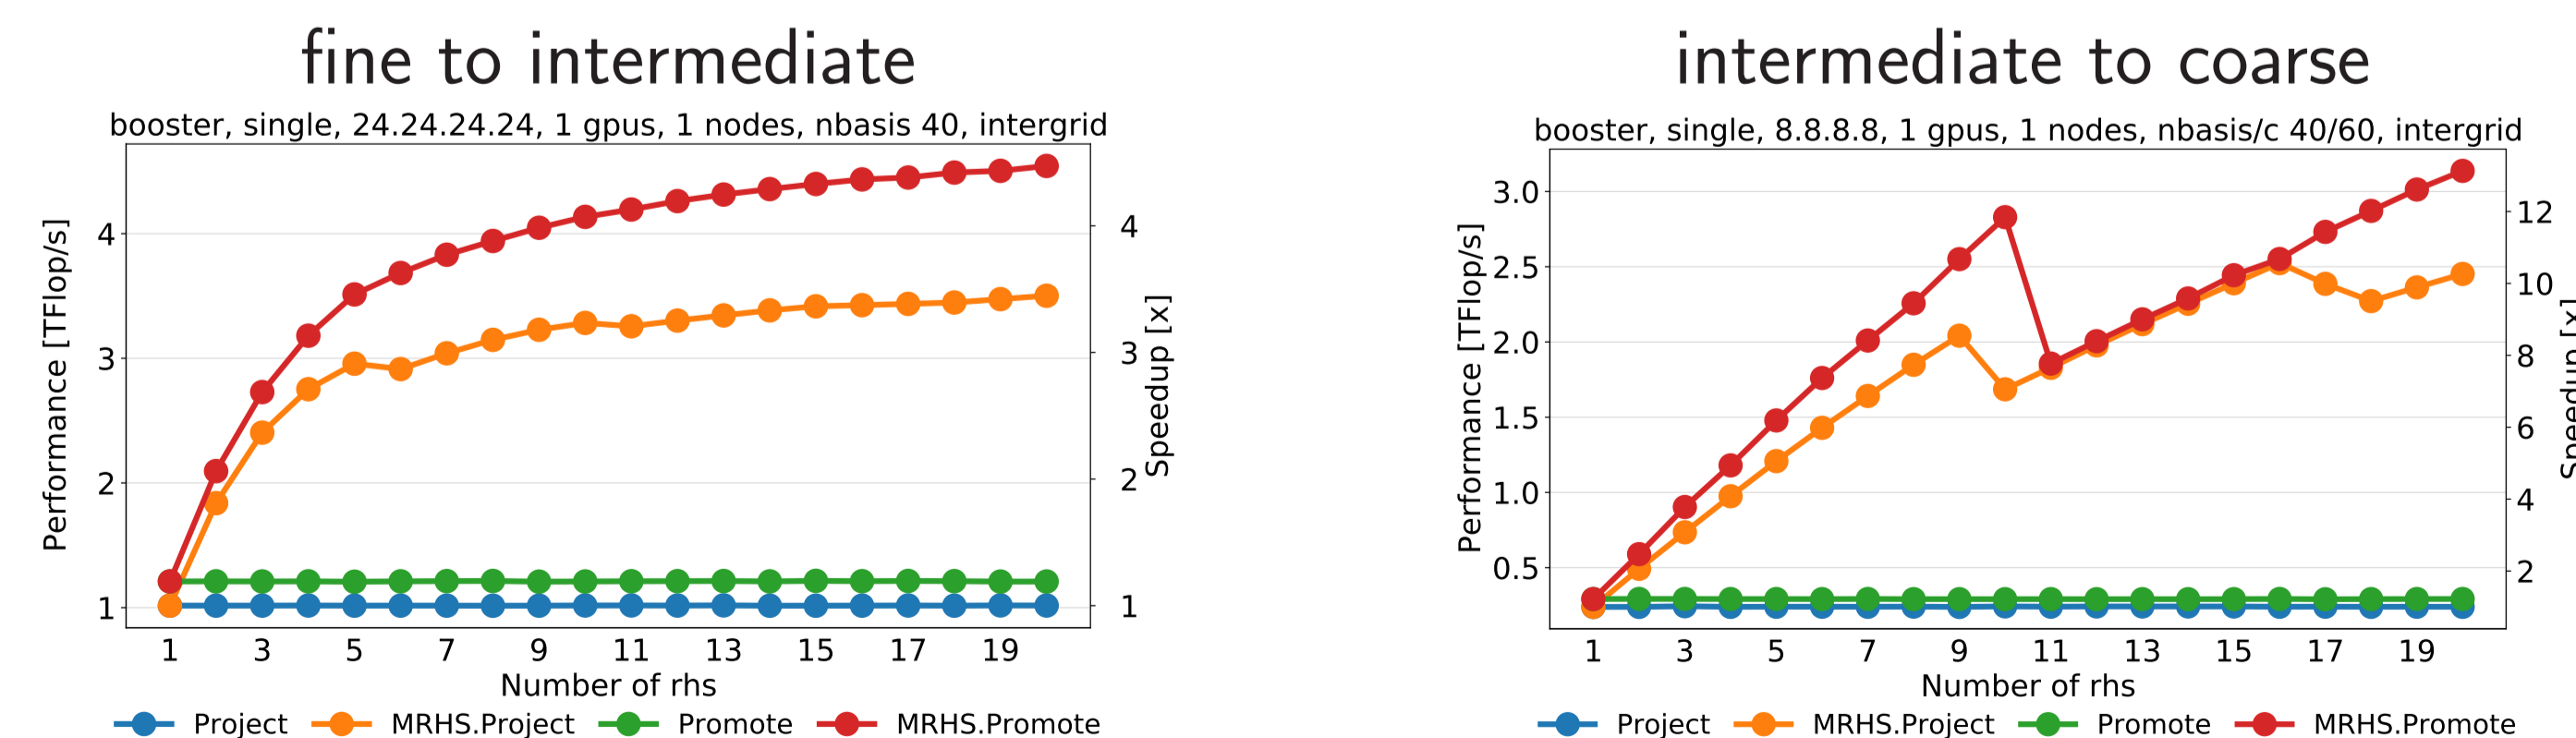 fine to intermediate
booster, single, 24.24.24.24, 1 gpus, 1 nodes, nbasis 40, intergrid
Performance [TFlop/s]
4
3
2
1
4
3
2
1
Speedup [x]
1 3 5 7 9 11 13 15 17 19
Number of rhs
Project MRHS.Project Promote MRHS.Promote
intermediate to coarse
booster, single, 8.8.8.8, 1 gpus, 1 nodes, nbasis/c 40/60, intergrid
Performance [TFlop/s]
3.0
2.5
2.0
1.5
1.0
0.5
12
10
8
6
4
2
Speedup [x]
1 3 5 7 9 11 13 15 17 19
Number of rhs
Project MRHS.Project Promote MRHS.Promote